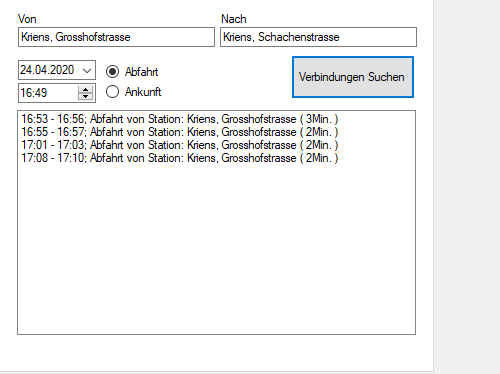 Von Nach
Kriens, Grosshofstrasse Kriens, Schachenstrasse
24.04.2020 Abfahrt
Verbindungen Suchen
16:49 Ankunft
16:53 - 16:56; Abfahrt von Station: Kriens, Grosshofstrasse ( 3Min. )
16:55 - 16:57; Abfahrt von Station: Kriens, Grosshofstrasse ( 2Min. )
17:01 - 17:03; Abfahrt von Station: Kriens, Grosshofstrasse ( 2Min. )
17:08 - 17:10; Abfahrt von Station: Kriens, Grosshofstrasse ( 2Min. )